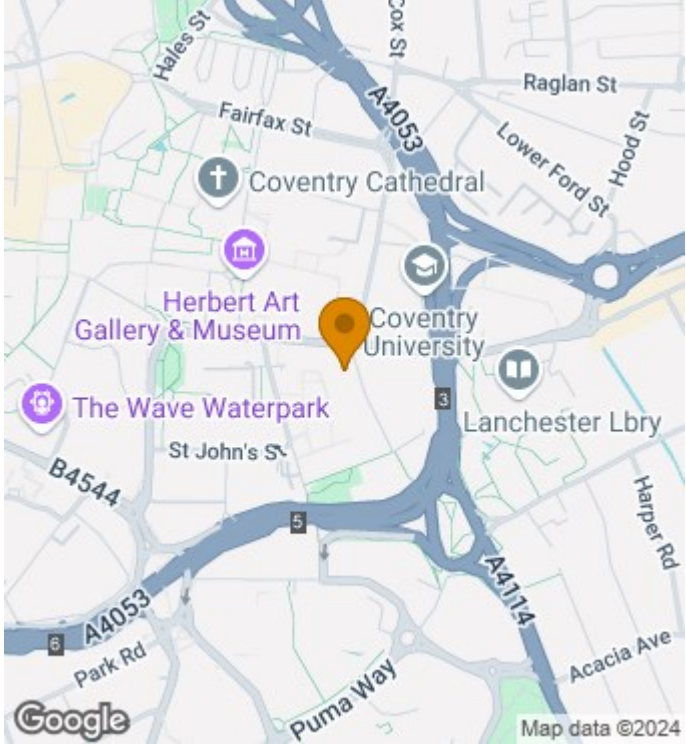 Hales St
Cox St
A4053
Raglan St
Fairfax St
Lower Ford St
Hood St
Coventry Cathedral
Herbert Art
Gallery & Museum
Coventry
University
The Wave Waterpark
3
Lanchester Lbry
St John's St
B4544
5
Harper Rd
A4053
6
A4114
Park Rd
Acacia Ave
Puma Way
Google
Map data ©2024